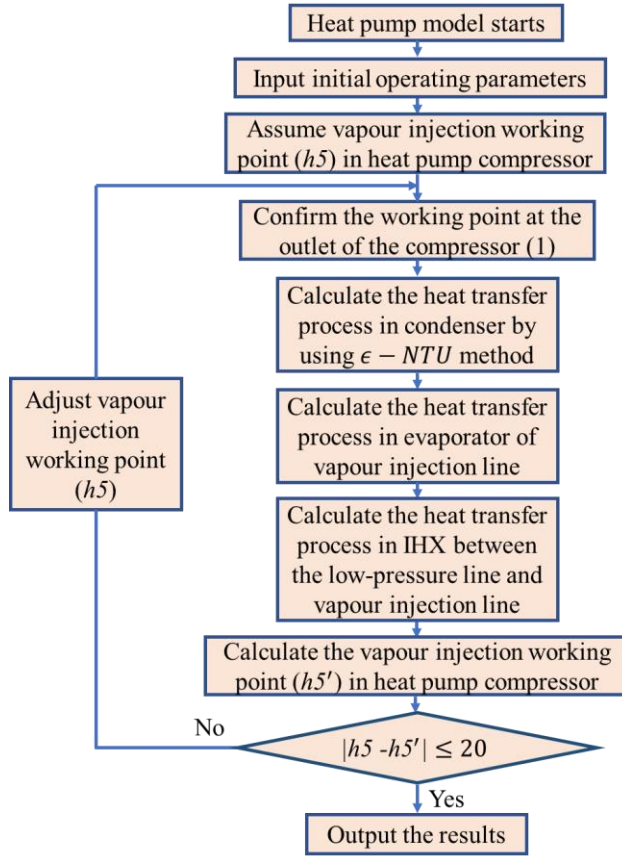 Heat pump model starts
Input initial operating parameters
Assume vapour injection working
point (h5) in heat pump compressor
Confirm the working point at the
outlet of the compressor (1)
Calculate the heat transfer
process in condenser by
using ϵ − NTU method
Adjust vapour
injection
working point
(h5)
Calculate the heat transfer
process in evaporator of
vapour injection line
Calculate the heat transfer
process in IHX between
the low-pressure line and
vapour injection line
Calculate the vapour injection working
point (h5′) in heat pump compressor
No
|h5 -h5′| ≤ 20
Yes
Output the results